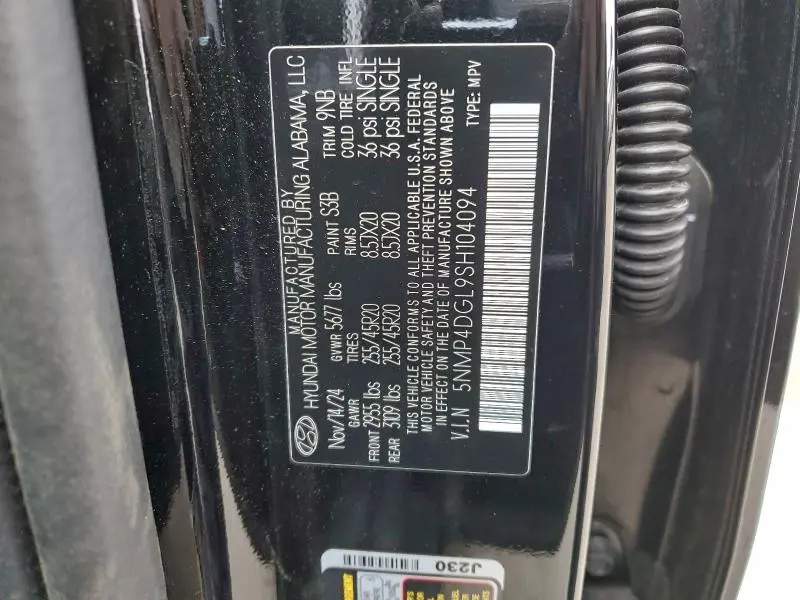 MANUFACTURED BY
HYUNDAI MOTOR MANUFACTURING ALABAMA, LLC
Nov/14/24 GVWR 5677 lbs PAINT S3B TRIM 9NB
GAWR TIRES RIMS COLD TIRE INFL
FRONT 2955 lbs 255/45R20 8.5JX20 36 psi SINGLE
REAR 3109 lbs 255/45R20 8.5JX20 36 psi SINGLE
THIS VEHICLE CONFORMS TO ALL APPLICABLE U.S.A. FEDERAL
MOTOR VEHICLE SAFETY AND THEFT PREVENTION STANDARDS
IN EFFECT ON THE DATE OF MANUFACTURE SHOWN ABOVE
V.I.N 5NMP4DGL9SH104094 TYPE: MPV
J230